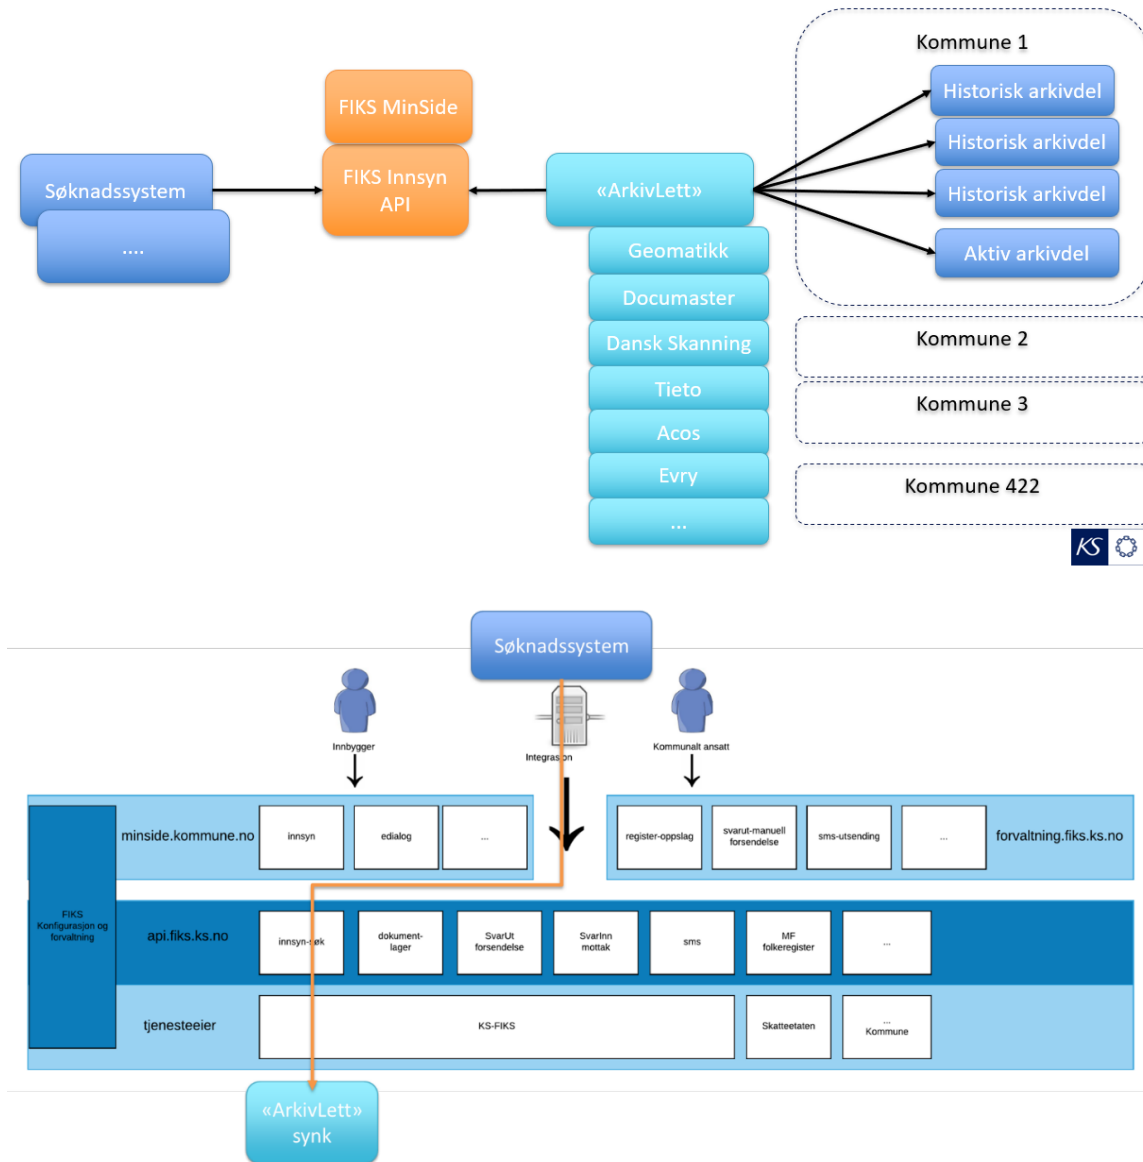 Kommune 1
FIKS MinSide
Historisk arkivdel
Historisk arkivdel
Søknadssystem
FIKS Innsyn
API
«ArkivLett»
Historisk arkivdel
....
Geomatikk
Aktiv arkivdel
Documaster
Dansk Skanning
Kommune 2
Tieto
Kommune 3
Acos
Evry
Kommune 422
...
KS
Søknadssystem
Innbygger
Integrasjon
Kommunalt ansatt
minside.kommune.no
innsyn
edialog
...
register-oppslag
svarut-manuell
forsendelse
sms-utsending
...
forvaltning.fiks.ks.no
FIKS
Konfigurasjon og
forvaltning
api.fiks.ks.no
innsyn-søk
dokument-
lager
SvarUt
forsendelse
SvarInn
mottak
sms
MF
folkeregister
...
tjenesteeier
KS-FIKS
Skatteetaten
...
Kommune
«ArkivLett»
synk